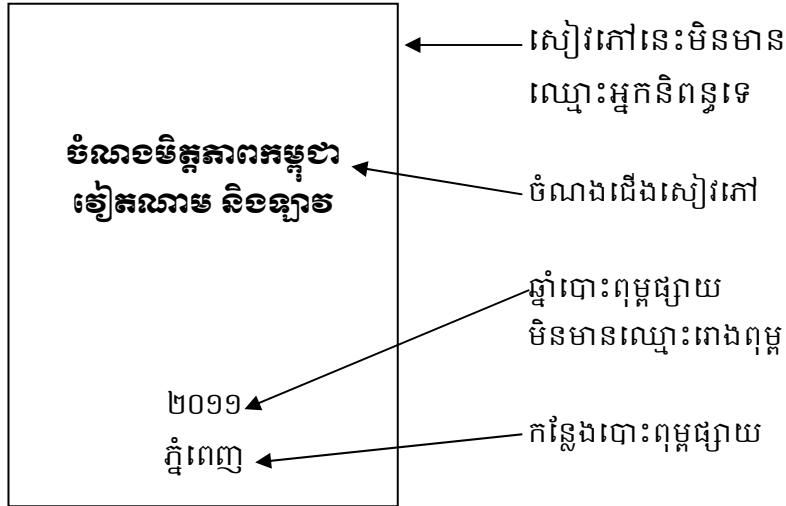 សៀវភៅនេះមិនមាន
ឈ្មោះអ្នកនិពន្ធទេ
ចំណងមិត្តភាពកម្ពុជា
វៀតណាម និងឡាវ
ចំណងជើងសៀវភៅ
ឆ្នាំបោះពុម្ពផ្សាយ
មិនមានឈ្មោះរោងពុម្ព
២០១១
ភ្នំពេញ
កន្លែងបោះពុម្ពផ្សាយ